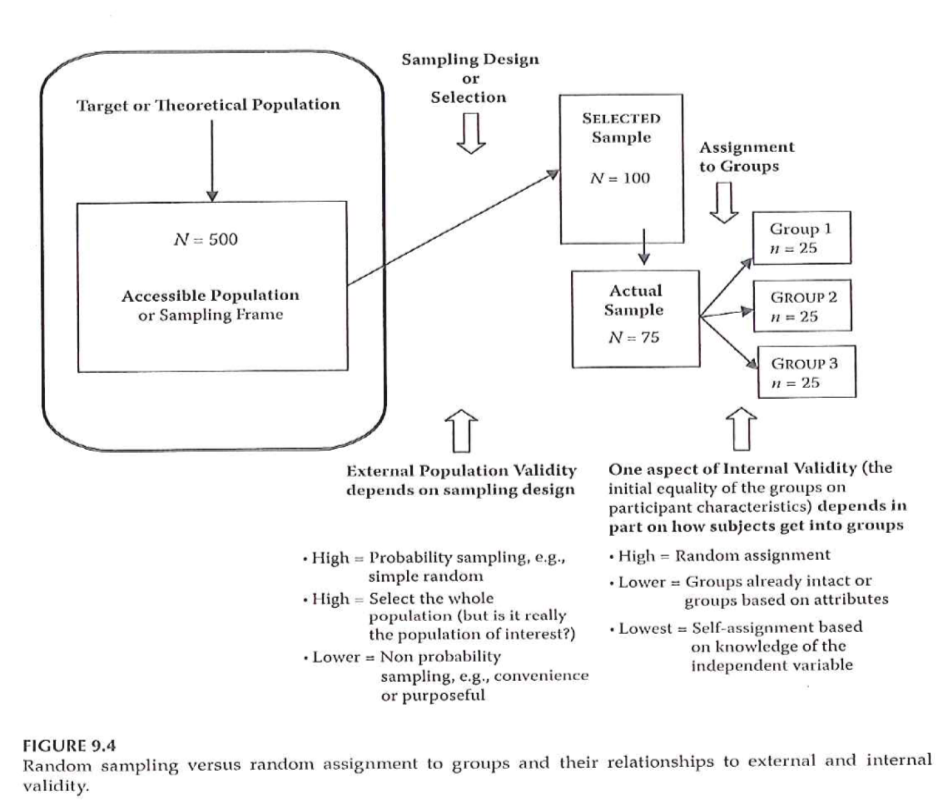 Target or Theoretical Population
N = 500
Accessible Population
or Sampling Frame
Sampling Design
or
Selection
SELECTED
Sample
N = 100
Actual
Sample
N = 75
Assignment
to Groups
Group 1
n = 25
GROUP 2
n = 25
GROUP 3
n = 25
External Population Validity
depends on sampling design
• High = Probability sampling, e.g.,
simple random
• High = Select the whole
population (but is it really
the population of interest?)
• Lower = Non probability
sampling, e.g., convenience
or purposeful
One aspect of Internal Validity (the
initial equality of the groups on
participant characteristics) depends in
part on how subjects get into groups
• High = Random assignment
• Lower = Groups already intact or
groups based on attributes
• Lowest = Self-assignment based
on knowledge of the
independent variable
FIGURE 9.4
Random sampling versus random assignment to groups and their relationships to external and internal
validity.